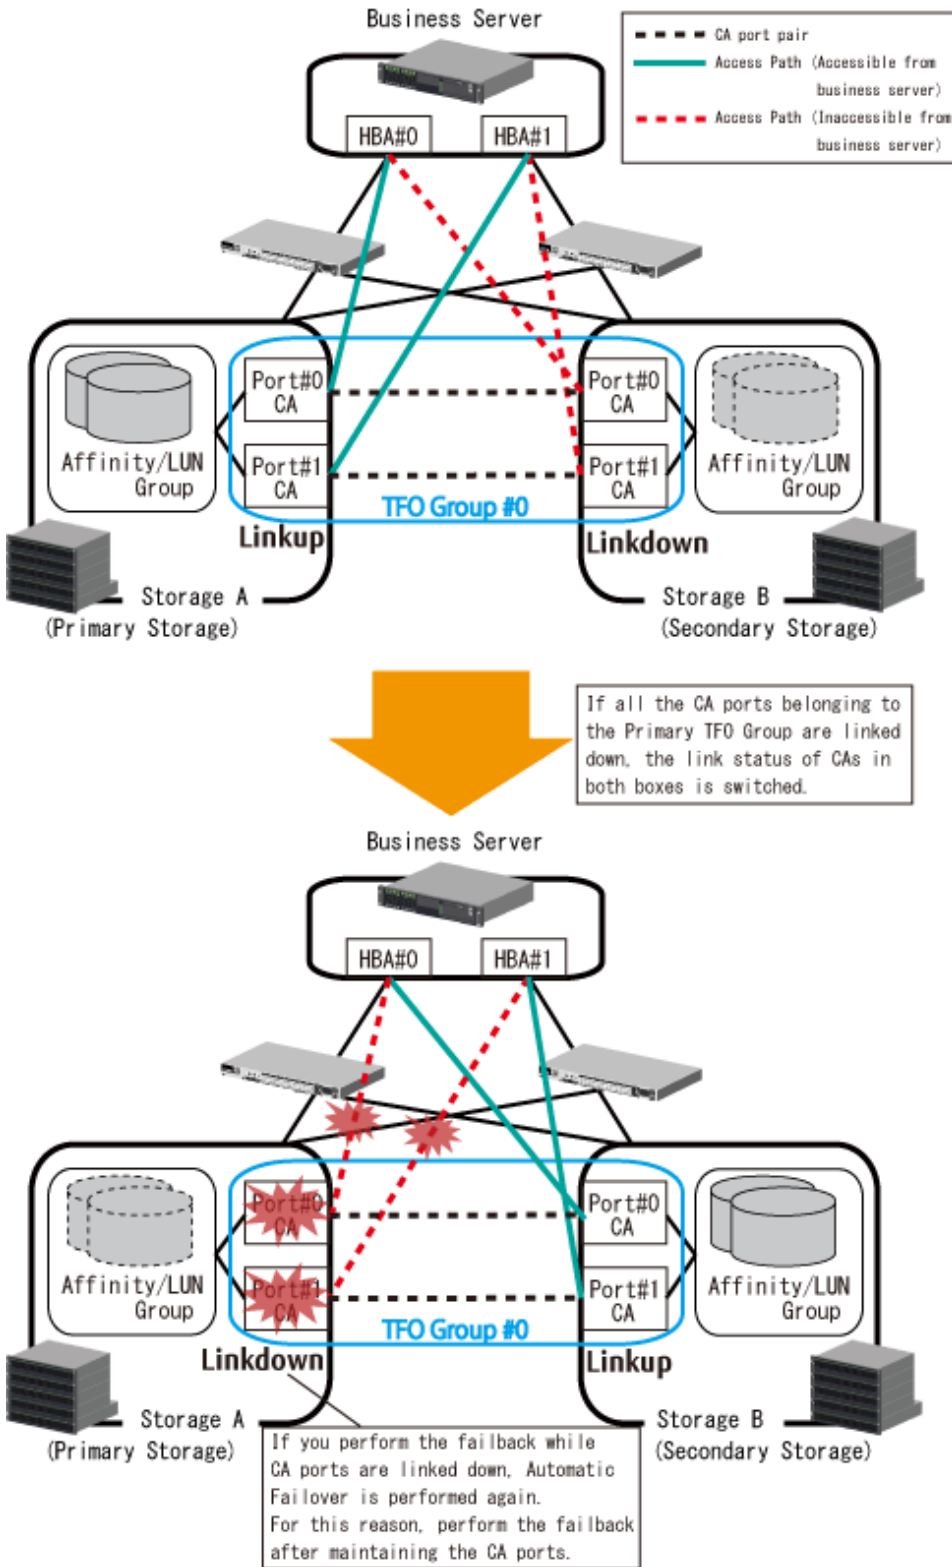 Business Server
CA port pair
Access Path (Accessible from
business server)
Access Path (Inaccessible from
business server)
HBA#0
HBA#1
Port#0
CA
Port#0
CA
Affinity/LUN
Group
Port#1
CA
Port#1
CA
Affinity/LUN
Group
TFO Group #0
Linkup
Linkdown
Storage A
(Primary Storage)
Storage B
(Secondary Storage)
If all the CA ports belonging to
the Primary TFO Group are linked
down, the link status of CAs in
both boxes is switched.
Business Server
HBA#0
HBA#1
Port#0
CA
Port#0
CA
Affinity/LUN
Group
Port#1
CA
Port#1
CA
Affinity/LUN
Group
TFO Group #0
Linkdown
Linkup
Storage A
(Primary Storage)
Storage B
(Secondary Storage)
If you perform the failback while
CA ports are linked down, Automatic
Failover is performed again.
For this reason, perform the failback
after maintaining the CA ports.